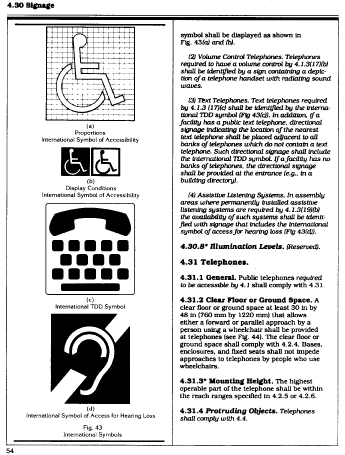 4.30 Signage
(a)
Proportions
International Symbol of Accessibility
(b)
Display Conditions
International Symbol of Accessibility
(c)
International TDD Symbol
(d)
International Symbol of Access for Hearing Loss
Fig. 43
International Symbols
symbol shall be displayed as shown in
Fig. 43(a) and (b).
(2) Volume Control Telephones. Telephones
required to have a volume control by 4.1.3(17)(b)
shall be identified by a sign containing a depic-
tion of a telephone handset with radiating sound
waves.
(3) Text Telephones. Text telephones required
by 4.1.3 (17)(c) shall be identified by the interna-
tional TDD symbol (Fig 43(c)). In addition, if a
facility has a public text telephone, directional
signage indicating the location of the nearest
text telephone shall be placed adjacent to all
banks of telephones which do not contain a text
telephone. Such directional signage shall include
the international TDD symbol. If a facility has no
banks of telephones, the directional signage
shall be provided at the entrance (e.g., in a
building directory).
(4) Assistive Listening Systems. In assembly
areas where permanently installed assistive
listening systems are required by 4.1.3(19)(b)
the availability of such systems shall be identi-
fied with signage that includes the international
symbol of access for hearing loss (Fig 43(d)).
4.30.8* Illumination Levels. (Reserved).
4.31 Telephones.
4.31.1 General. Public telephones required
to be accessible by 4.1 shall comply with 4.31.
4.31.2 Clear Floor or Ground Space. A
clear floor or ground space at least 30 in by
48 in (760 mm by 1220 mm) that allows
either a forward or parallel approach by a
person using a wheelchair shall be provided
at telephones (see Fig. 44). The clear floor or
ground space shall comply with 4.2.4. Bases,
enclosures, and fixed seats shall not impede
approaches to telephones by people who use
wheelchairs.
4.31.3* Mounting Height. The highest
operable part of the telephone shall be within
the reach ranges specified in 4.2.5 or 4.2.6.
4.31.4 Protruding Objects. Telephones
shall comply with 4.4.
54